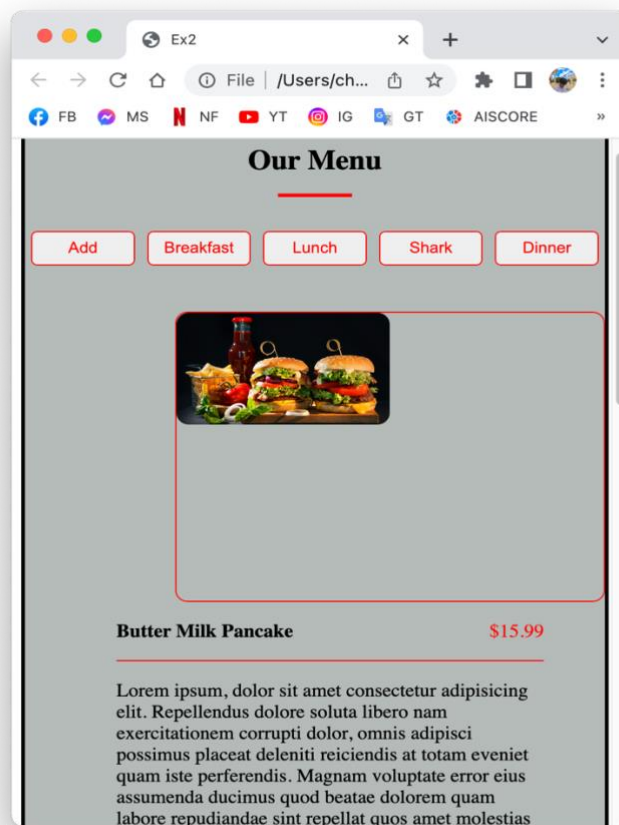 Ex2
File /Users/ch...
FB MS NF YT IG GT AISCORE »
Our Menu
Add Breakfast Lunch Shark Dinner
Butter Milk Pancake $15.99
Lorem ipsum, dolor sit amet consectetur adipisicing
elit. Repellendus dolore soluta libero nam
exercitationem corrupti dolor, omnis adipisci
possimus placeat deleniti reiciendis at totam eveniet
quam iste perferendis. Magnam voluptate error eius
assumenda ducimus quod beatae dolorem quam
labore repudiandae sint repellat quos amet molestias